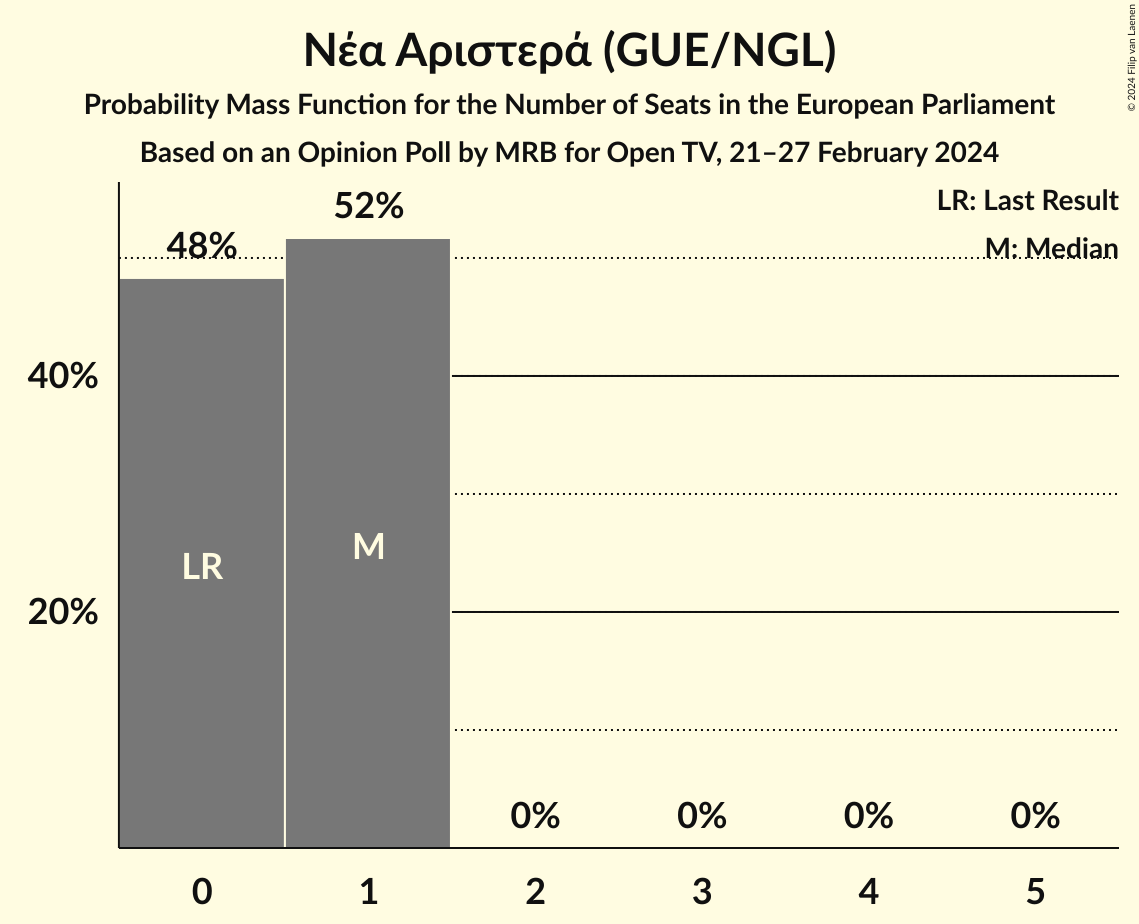 Νέα Αριστερά (GUE/NGL)
Probability Mass Function for the Number of Seats in the European Parliament
Based on an Opinion Poll by MRB for Open TV, 21–27 February 2024
© 2024 Filip van Laenen
LR: Last Result
M: Median
52%
48%
40%
20%
LR
M
0%
0%
0%
0%
0
1
2
3
4
5